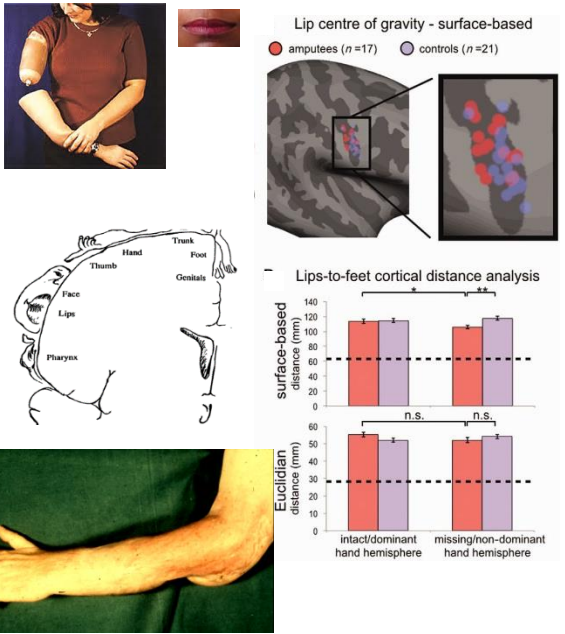 Lip centre of gravity - surface-based
amputees (n =17) controls (n =21)
Trunk
Hand
Foot
Thumb
Genitals
Face
Lips
Pharynx
Lips-to-feet cortical distance analysis
surface-based
distance (mm)
140
120
100
80
60
40
20
0
* **
Euclidian
distance (mm)
60
50
40
30
20
10
0
n.s. n.s.
intact/dominant
hand hemisphere
missing/non-dominant
hand hemisphere